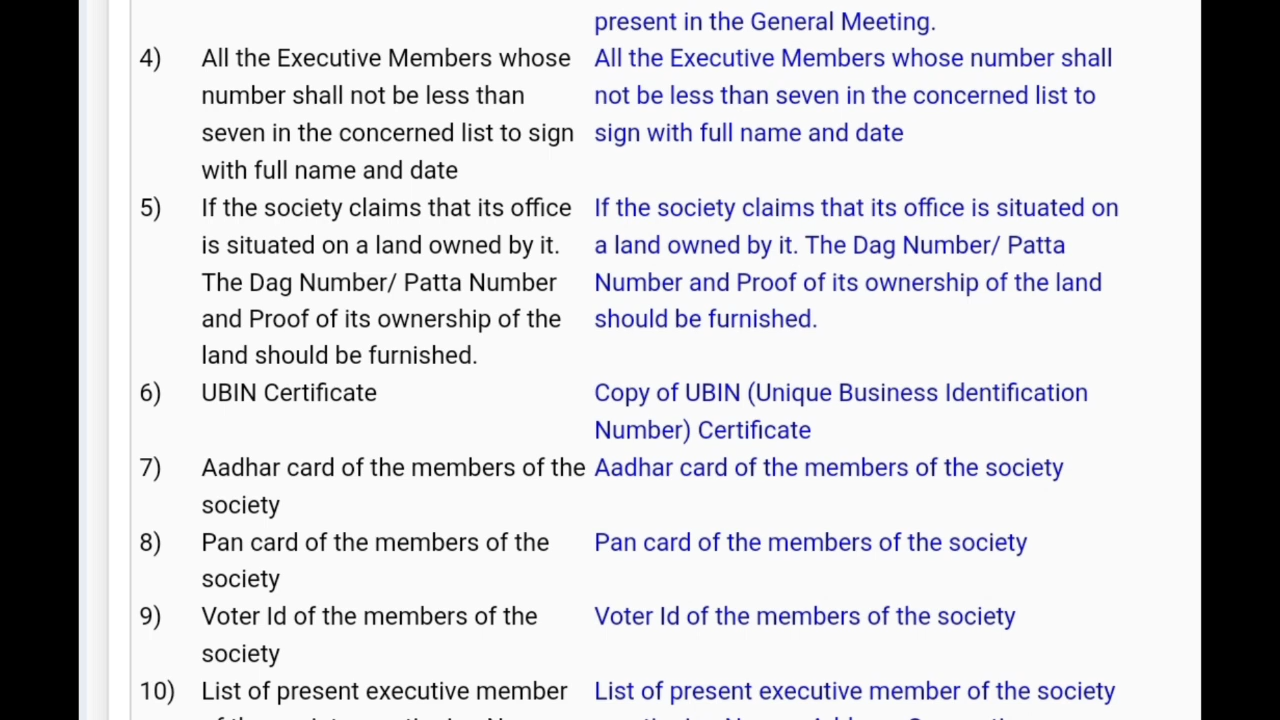 present in the General Meeting.
4) All the Executive Members whose All the Executive Members whose number shall
number shall not be less than not be less than seven in the concerned list to
seven in the concerned list to sign sign with full name and date
with full name and date
5) If the society claims that its office If the society claims that its office is situated on
is situated on a land owned by it. a land owned by it. The Dag Number/ Patta
The Dag Number/ Patta Number Number and Proof of its ownership of the land
and Proof of its ownership of the should be furnished.
land should be furnished.
6) UBIN Certificate Copy of UBIN (Unique Business Identification
Number) Certificate
7) Aadhar card of the members of the Aadhar card of the members of the society
society
8) Pan card of the members of the Pan card of the members of the society
society
9) Voter Id of the members of the Voter Id of the members of the society
society
10) List of present executive member List of present executive member of the society